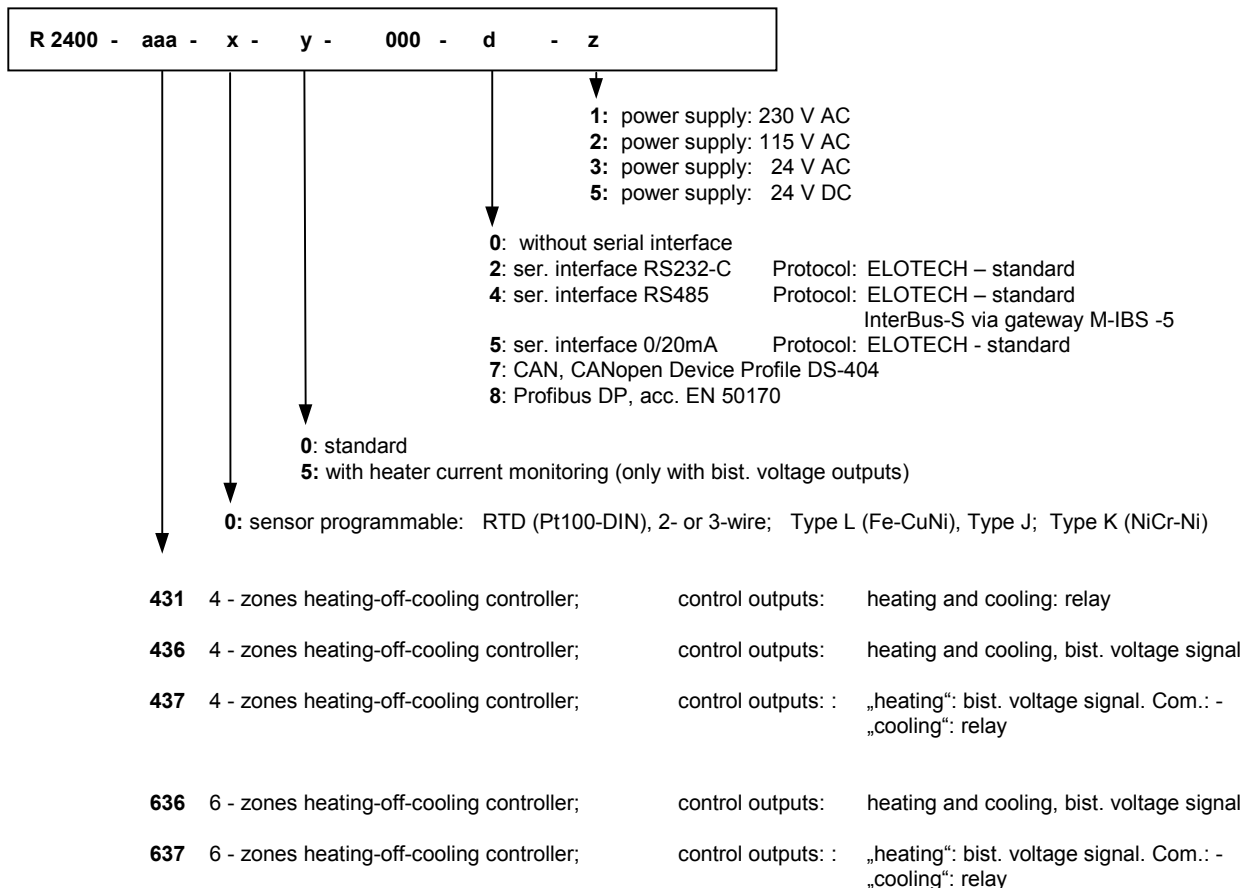 R 2400 - aaa - x - y - 000 - d - z
1: power supply: 230 V AC
2: power supply: 115 V AC
3: power supply: 24 V AC
5: power supply: 24 V DC
0: without serial interface
2: ser. interface RS232-C Protocol: ELOTECH – standard
4: ser. interface RS485 Protocol: ELOTECH – standard
InterBus-S via gateway M-IBS -5
5: ser. interface 0/20mA Protocol: ELOTECH - standard
7: CAN, CANopen Device Profile DS-404
8: Profibus DP, acc. EN 50170
0: standard
5: with heater current monitoring (only with bist. voltage outputs)
0: sensor programmable: RTD (Pt100-DIN), 2- or 3-wire; Type L (Fe-CuNi), Type J; Type K (NiCr-Ni)
431 4 - zones heating-off-cooling controller; control outputs: heating and cooling: relay
436 4 - zones heating-off-cooling controller; control outputs: heating and cooling, bist. voltage signal
437 4 - zones heating-off-cooling controller; control outputs: : „heating“: bist. voltage signal. Com.: -
„cooling“: relay
636 6 - zones heating-off-cooling controller; control outputs: heating and cooling, bist. voltage signal
637 6 - zones heating-off-cooling controller; control outputs: : „heating“: bist. voltage signal. Com.: -
„cooling“: relay